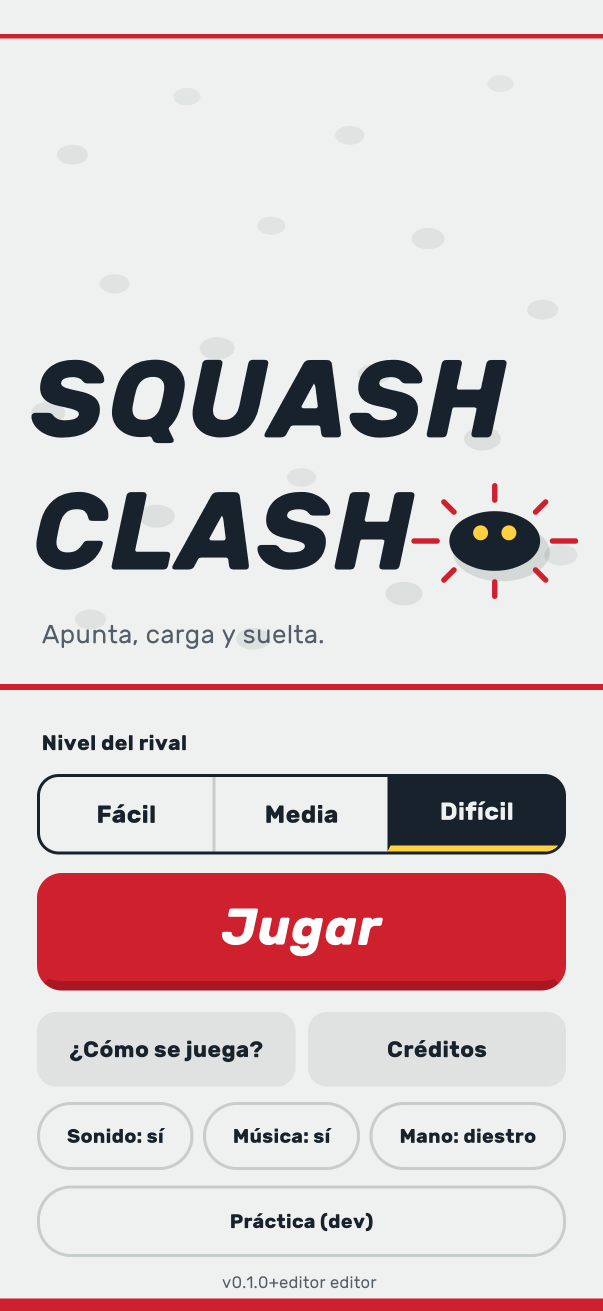 SQUASH
CLASH
Apunta, carga y suelta.
Nivel del rival
Fácil
Media
Difícil
Jugar
¿Cómo se juega?
Créditos
Sonido: sí
Música: sí
Mano: diestro
Práctica (dev)
v0.1.0+editor editor